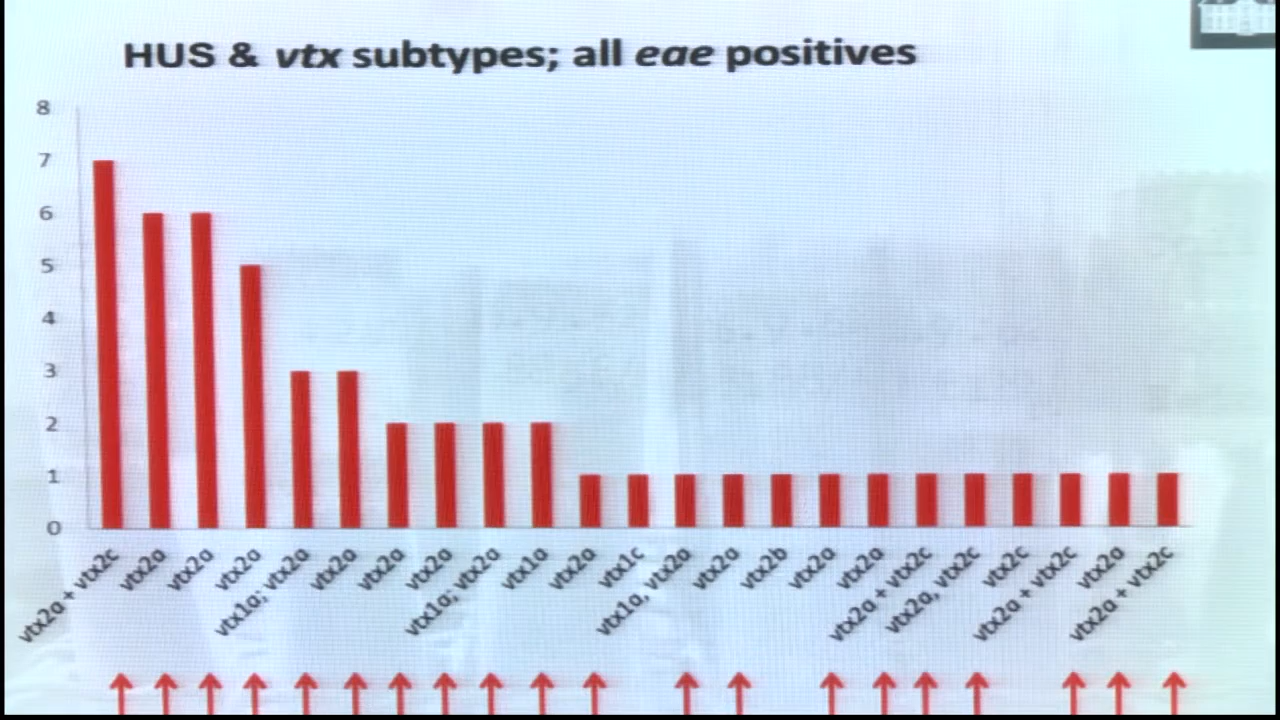 HUS & vtx subtypes; all eae positives
8
7
6
5
4
3
2
1
0
vtx2a + vtx2c
vtx2a
vtx2a
vtx2a
vtx1a; vtx2a
vtx2a
vtx2a
vtx2a
vtx1a; vtx2a
vtx1a
vtx2a
vtx1c
vtx1a, vtx2a
vtx2a
vtx2b
vtx2a
vtx2a
vtx2a + vtx2c
vtx2a, vtx2c
vtx2c
vtx2a + vtx2c
vtx2a
vtx2a + vtx2c